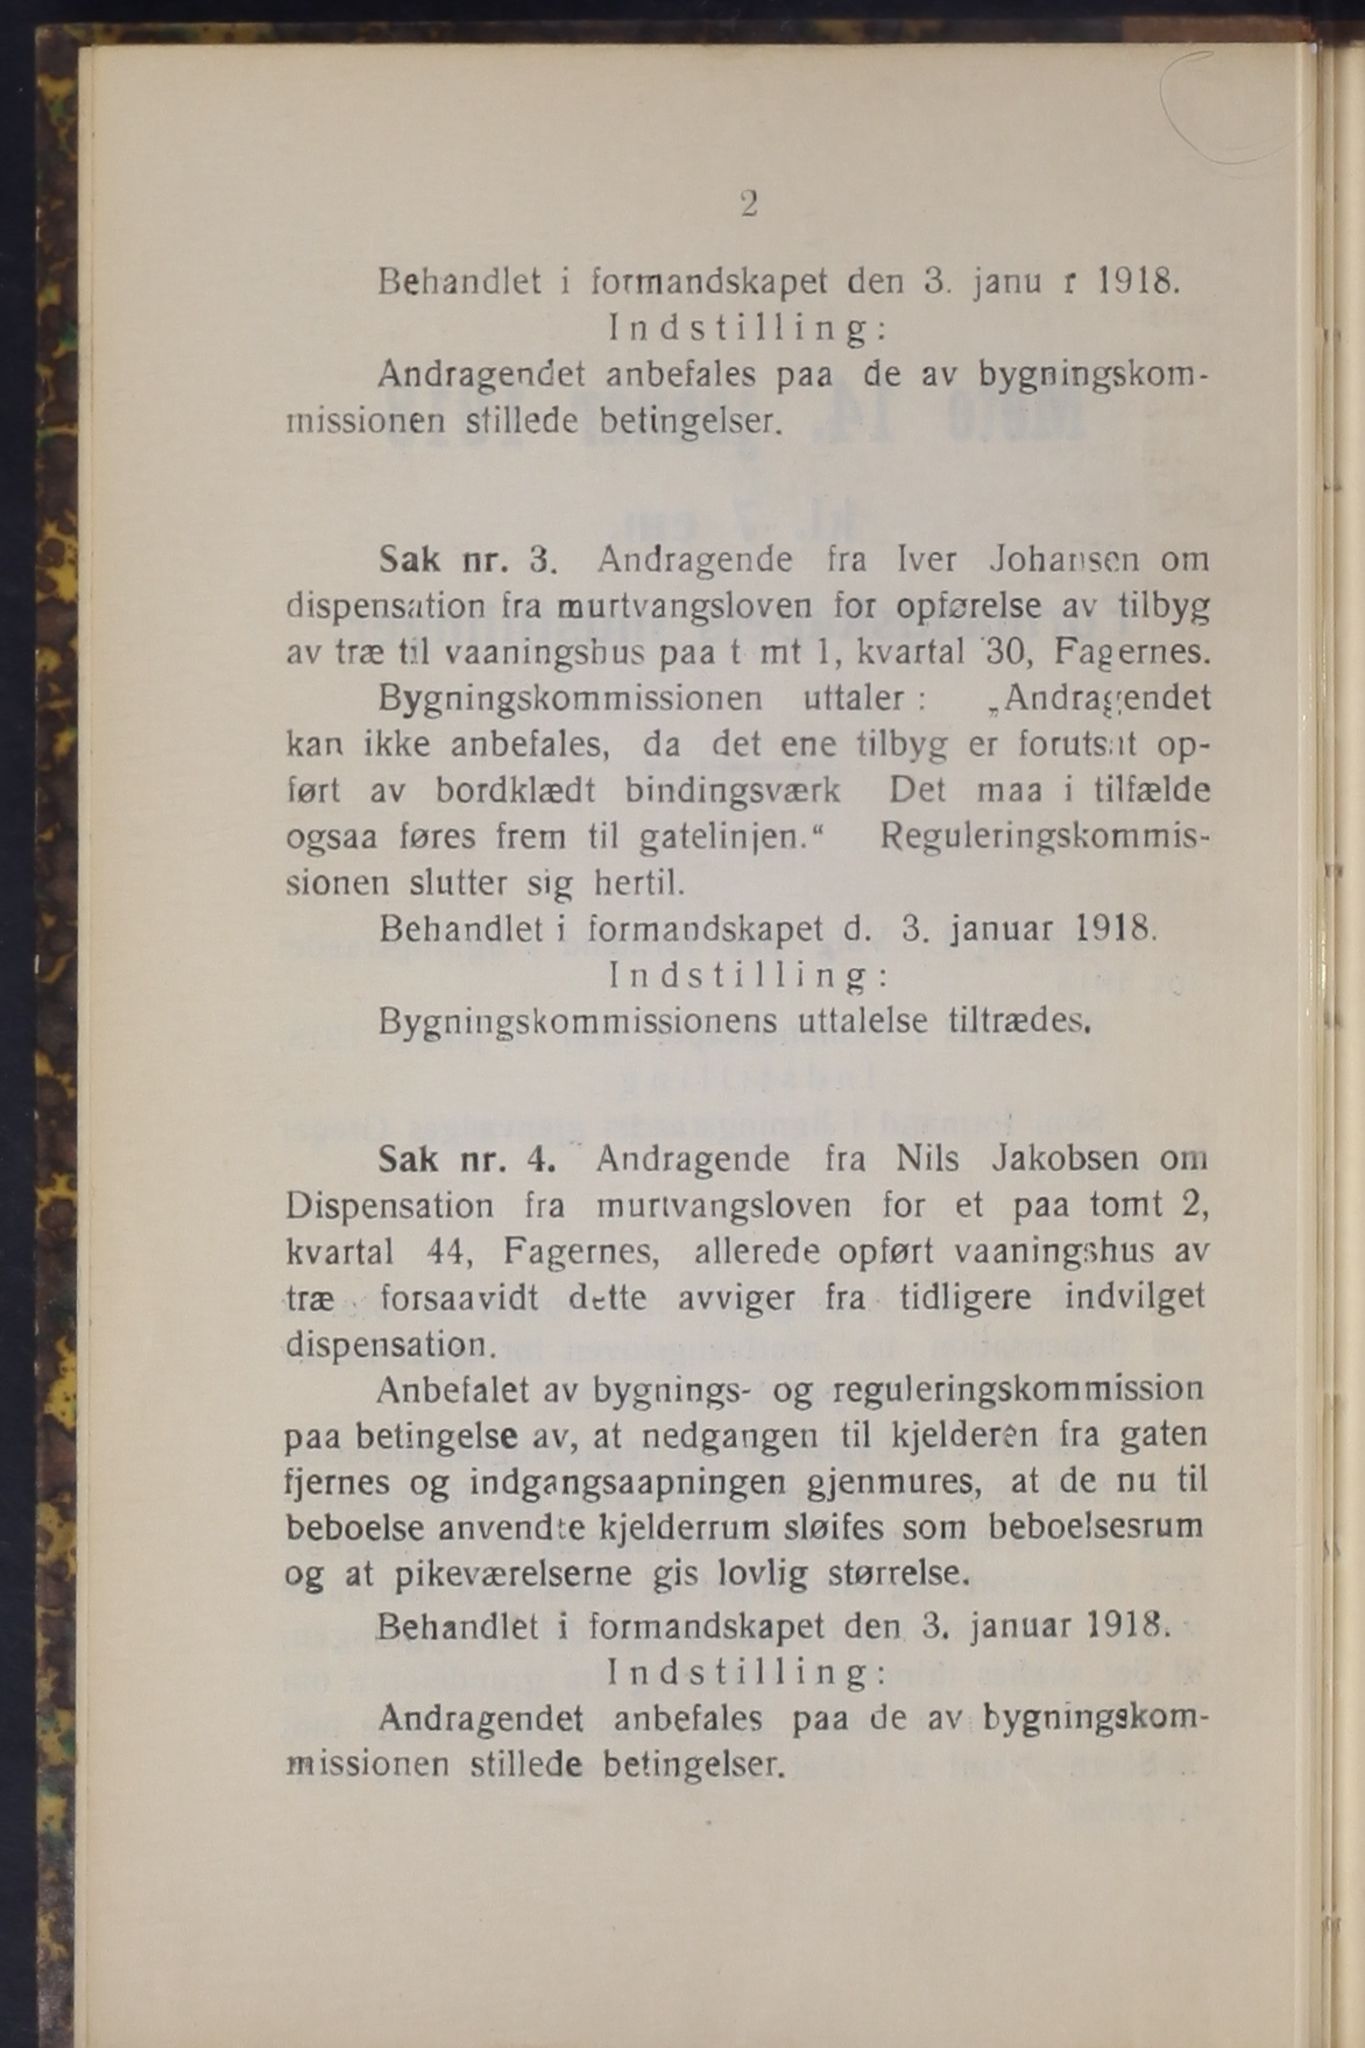 2
Behandlet i formandskapet den 3. janu r 1918.
Indstilling:
Andragendet anbefales paa de av bygningskom-
missionen stillede betingelser.
Sak nr. 3. Andragende fra Iver Johansen om
dispensation fra murtvangsloven for opførelse av tilbyg
av træ til vaaningshus paa t mt 1, kvartal 30, Fagernes.
Bygningskommissionen uttaler: „Andragendet
kan ikke anbefales, da det ene tilbyg er forutsat op-
ført av bordklædt bindingsværk Det maa i tilfælde
ogsaa føres frem til gatelinjen.“ Reguleringskommis-
sionen slutter sig hertil.
Behandlet i formandskapet d. 3. januar 1918.
Indstilling:
Bygningskommissionens uttalelse tiltrædes.
Sak nr. 4. Andragende fra Nils Jakobsen om
Dispensation fra murtvangsloven for et paa tomt 2,
kvartal 44, Fagernes, allerede opført vaaningshus av
træ forsaavidt dette avviger fra tidligere indvilget
dispensation.
Anbefalet av bygnings- og reguleringskommission
paa betingelse av, at nedgangen til kjelderen fra gaten
fjernes og indgangsaapningen gjenmures, at de nu til
beboelse anvendte kjelderrum sløifes som beboelsesrum
og at pikeværelserne gis lovlig størrelse.
Behandlet i formandskapet den 3. januar 1918.
Indstilling:
Andragendet anbefales paa de av bygningskom-
missionen stillede betingelser.